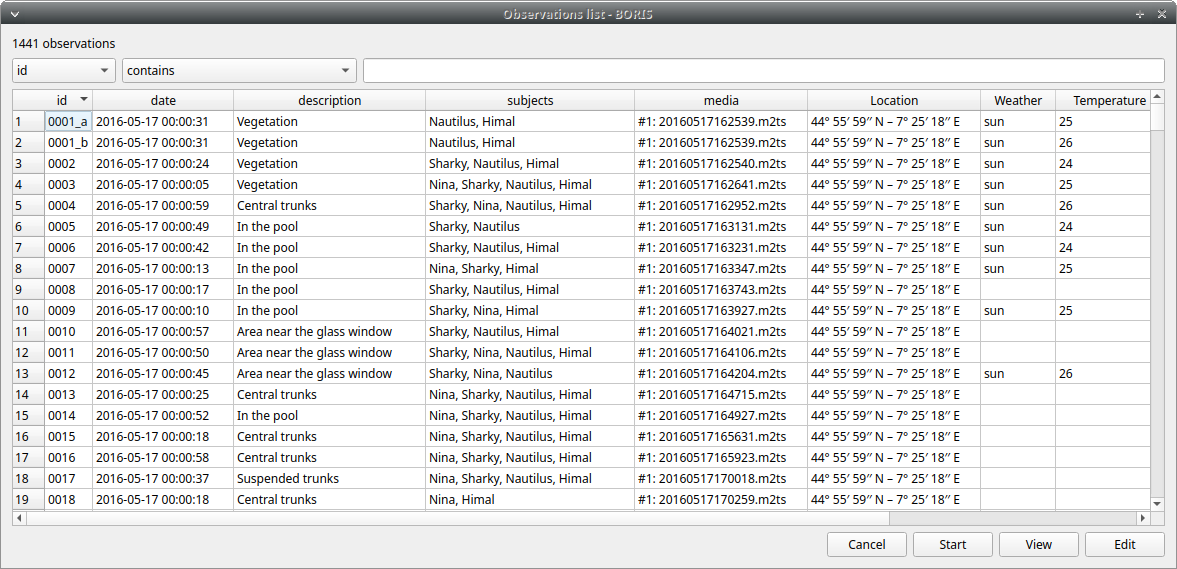 Observations list - BORIS
1441 observations
id contains
id date description subjects media Location Weather Temperature
1 0001_a 2016-05-17 00:00:31 Vegetation Nautilus, Himal #1: 20160517162539.m2ts 44° 55′ 59″ N – 7° 25′ 18″ E sun 25
2 0001_b 2016-05-17 00:00:31 Vegetation Nautilus, Himal #1: 20160517162539.m2ts 44° 55′ 59″ N – 7° 25′ 18″ E sun 26
3 0002 2016-05-17 00:00:24 Vegetation Sharky, Nautilus, Himal #1: 20160517162540.m2ts 44° 55′ 59″ N – 7° 25′ 18″ E sun 24
4 0003 2016-05-17 00:00:05 Vegetation Nina, Sharky, Nautilus, Himal #1: 20160517162641.m2ts 44° 55′ 59″ N – 7° 25′ 18″ E sun 25
5 0004 2016-05-17 00:00:59 Central trunks Sharky, Nina, Nautilus, Himal #1: 20160517162952.m2ts 44° 55′ 59″ N – 7° 25′ 18″ E sun 26
6 0005 2016-05-17 00:00:49 In the pool Sharky, Nautilus #1: 20160517163131.m2ts 44° 55′ 59″ N – 7° 25′ 18″ E sun 24
7 0006 2016-05-17 00:00:42 In the pool Sharky, Nautilus, Himal #1: 20160517163231.m2ts 44° 55′ 59″ N – 7° 25′ 18″ E sun 24
8 0007 2016-05-17 00:00:13 In the pool Nina, Sharky, Himal #1: 20160517163347.m2ts 44° 55′ 59″ N – 7° 25′ 18″ E sun 25
9 0008 2016-05-17 00:00:17 In the pool Sharky, Nautilus, Himal #1: 20160517163743.m2ts 44° 55′ 59″ N – 7° 25′ 18″ E
10 0009 2016-05-17 00:00:10 In the pool Sharky, Nina, Himal #1: 20160517163927.m2ts 44° 55′ 59″ N – 7° 25′ 18″ E sun 25
11 0010 2016-05-17 00:00:57 Area near the glass window Sharky, Nautilus, Himal #1: 20160517164021.m2ts 44° 55′ 59″ N – 7° 25′ 18″ E
12 0011 2016-05-17 00:00:50 Area near the glass window Sharky, Nina, Nautilus, Himal #1: 20160517164106.m2ts 44° 55′ 59″ N – 7° 25′ 18″ E
13 0012 2016-05-17 00:00:45 Area near the glass window Sharky, Nina, Nautilus #1: 20160517164204.m2ts 44° 55′ 59″ N – 7° 25′ 18″ E sun 26
14 0013 2016-05-17 00:00:25 Central trunks Nina, Sharky, Nautilus, Himal #1: 20160517164715.m2ts 44° 55′ 59″ N – 7° 25′ 18″ E
15 0014 2016-05-17 00:00:52 In the pool Nina, Sharky, Nautilus, Himal #1: 20160517164927.m2ts 44° 55′ 59″ N – 7° 25′ 18″ E
16 0015 2016-05-17 00:00:18 Central trunks Nina, Sharky, Nautilus, Himal #1: 20160517165631.m2ts 44° 55′ 59″ N – 7° 25′ 18″ E
17 0016 2016-05-17 00:00:58 Central trunks Nina, Sharky, Nautilus, Himal #1: 20160517165923.m2ts 44° 55′ 59″ N – 7° 25′ 18″ E
18 0017 2016-05-17 00:00:37 Suspended trunks Nina, Sharky, Nautilus, Himal #1: 20160517170018.m2ts 44° 55′ 59″ N – 7° 25′ 18″ E
19 0018 2016-05-17 00:00:18 Central trunks Nina, Himal #1: 20160517170259.m2ts 44° 55′ 59″ N – 7° 25′ 18″ E
Cancel Start View Edit